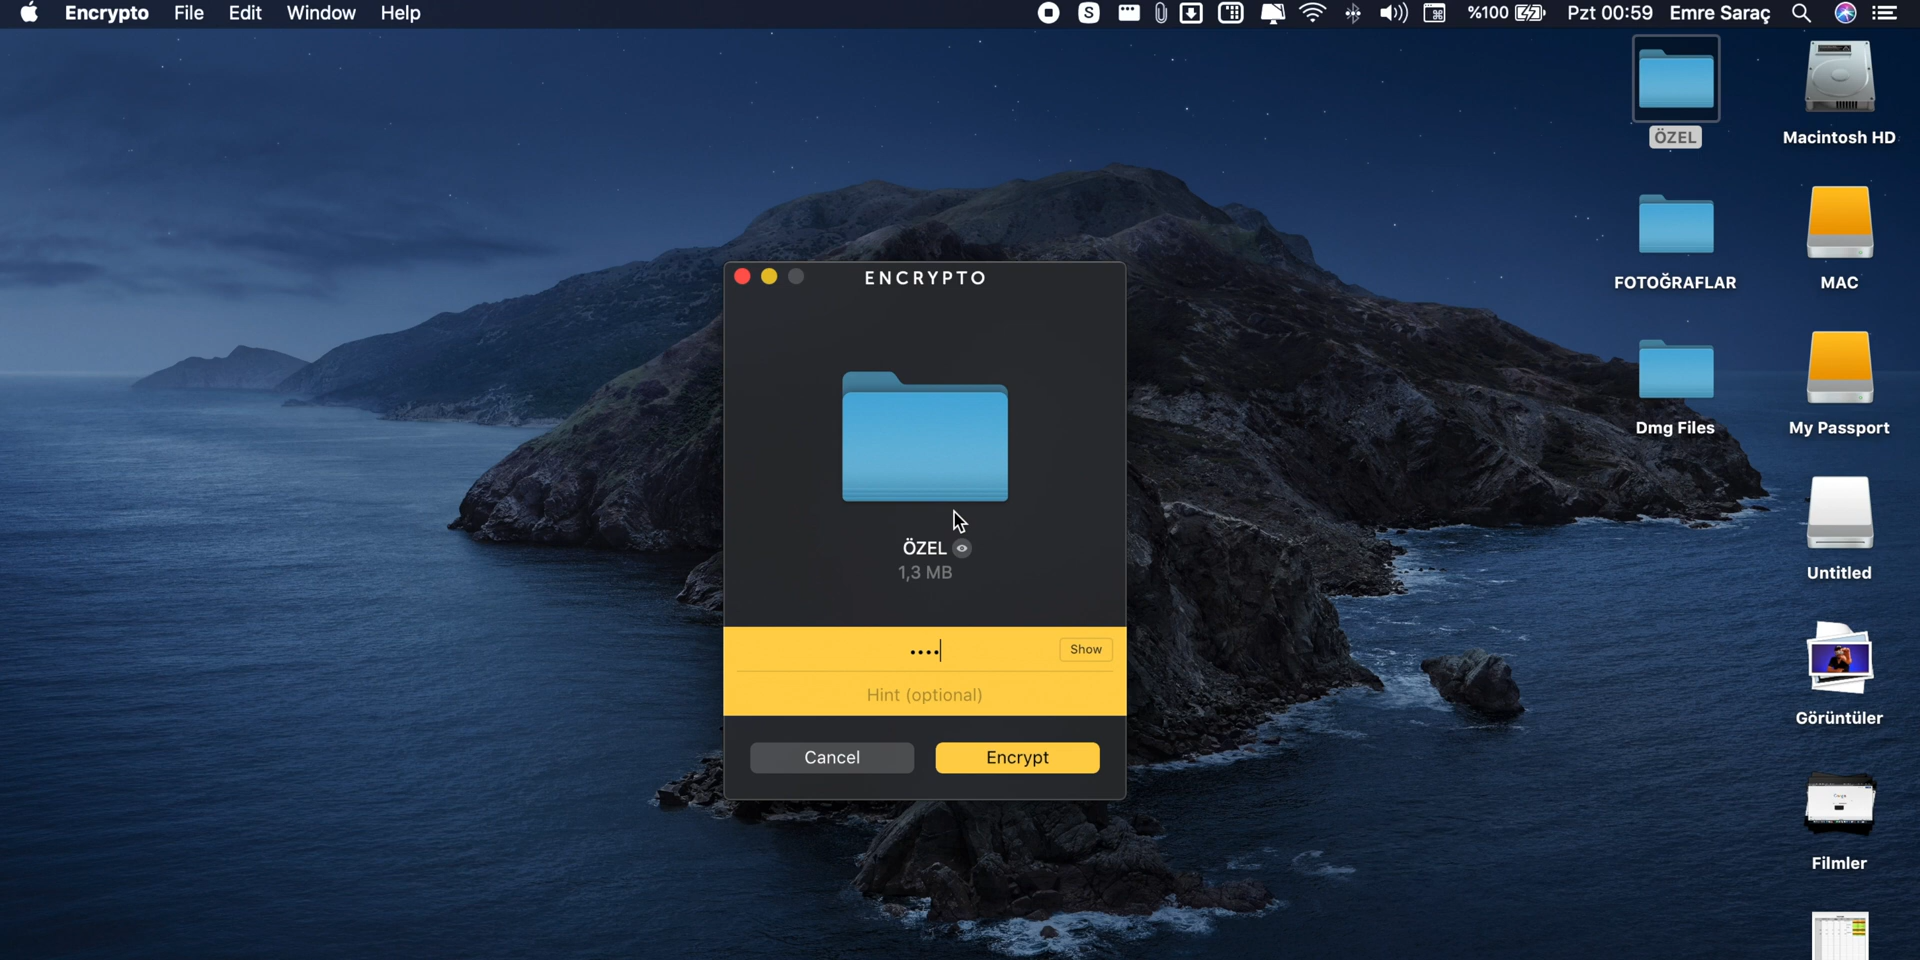 Encrypto File Edit Window Help
S %100 Pzt 00:59 Emre Saraç
ÖZEL
Macintosh HD
FOTOĞRAFLAR
MAC
Dmg Files
My Passport
Untitled
Görüntüler
Filmler
ENCRYPTO
ÖZEL
1,3 MB
••••
Show
Hint (optional)
Cancel
Encrypt